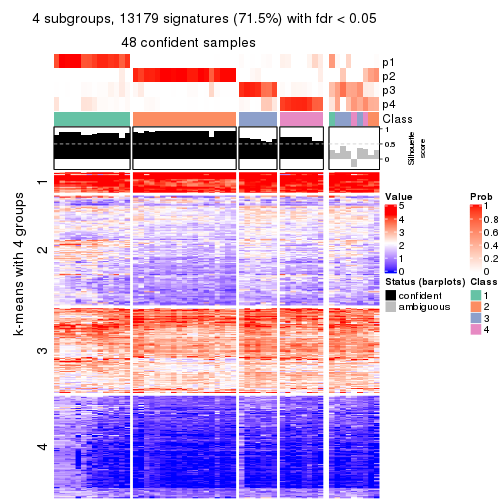 4 subgroups, 13179 signatures (71.5%) with fdr < 0.05
48 confident samples
p1
p2
p3
p4
Class
1
0.5
0
Silhouette
score
k-means with 4 groups
1
2
3
4
Value
5
4
3
2
1
0
Prob
1
0.8
0.6
0.4
0.2
0
Status (barplots)
confident
ambiguous
Class
1
2
3
4